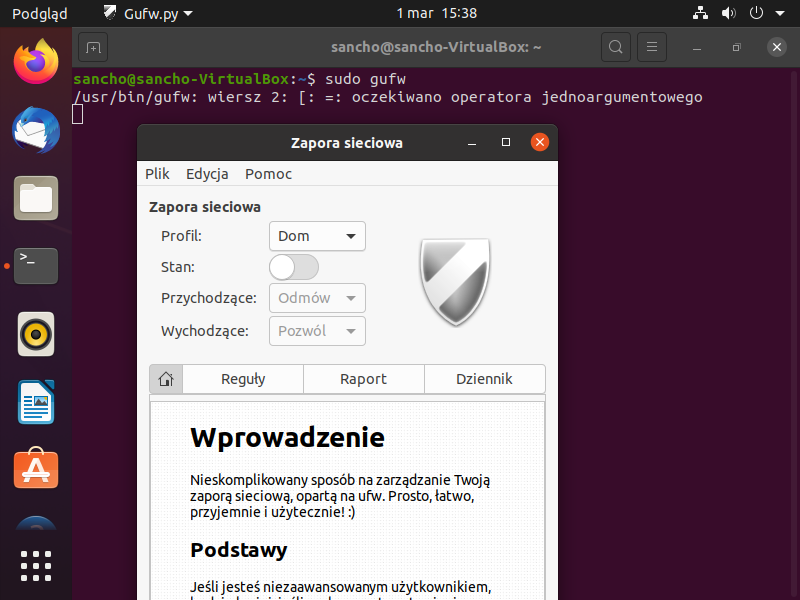 Podgląd
Gufw.py
1 mar 15:38
sancho@sancho-VirtualBox: ~
sancho@sancho-VirtualBox:~$ sudo gufw
/usr/bin/gufw: wiersz 2: [: =: oczekiwano operatora jednoargumentowego
Zapora sieciowa
Plik Edycja Pomoc
Zapora sieciowa
Profil: Dom
Stan:
Przychodzące: Odmów
Wychodzące: Pozwól
Reguły Raport Dziennik
Wprowadzenie
Nieskomplikowany sposób na zarządzanie Twoją
zaporą sieciową, opartą na ufw. Prosto, łatwo,
przyjemnie i użytecznie! :)
Podstawy
Jeśli jesteś niezaawansowanym użytkownikiem,